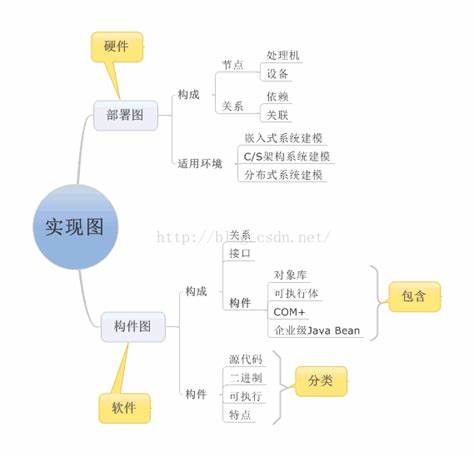 硬件
部署图
构成
节点
处理机
设备
关系
依赖
关联
适用环境
嵌入式系统建模
C/S架构系统建模
分布式系统建模
实现图
http://blog.csdn.net/
构件图
软件
构成
关系
接口
构件
对象库
可执行体
COM+
企业级Java Bean
包含
构件
源代码
二进制
可执行
特点
分类